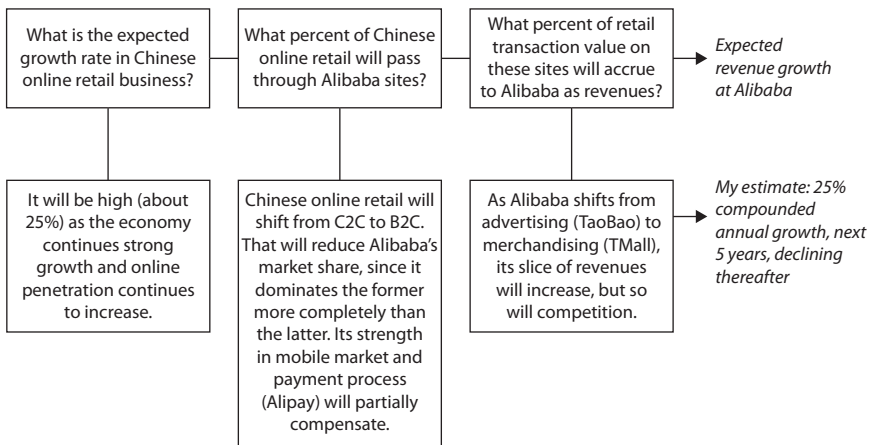 What is the expected
growth rate in Chinese
online retail business?
What percent of Chinese
online retail will pass
through Alibaba sites?
What percent of retail
transaction value on
these sites will accrue
to Alibaba as revenues?
Expected
revenue growth
at Alibaba
It will be high (about
25%) as the economy
continues strong
growth and online
penetration continues
to increase.
Chinese online retail will
shift from C2C to B2C.
That will reduce Alibaba’s
market share, since it
dominates the former
more completely than
the latter. Its strength
in mobile market and
payment process
(Alipay) will partially
compensate.
As Alibaba shifts from
advertising (TaoBao) to
merchandising (TMall),
its slice of revenues
will increase, but so
will competition.
My estimate: 25%
compounded
annual growth, next
5 years, declining
thereafter